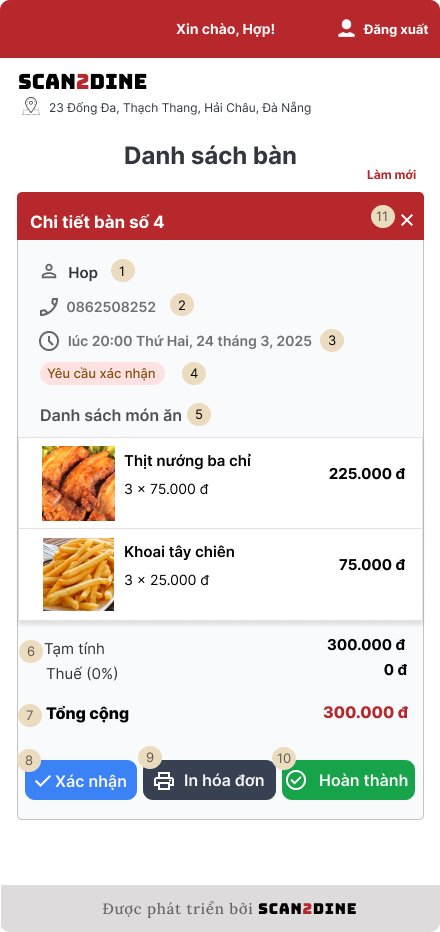 Xin chào, Hợp!
Đăng xuất
SCAN2DINE
23 Đống Đa, Thạch Thang, Hải Châu, Đà Nẵng
Danh sách bàn
Làm mới
Chi tiết bàn số 4
11
Hop 1
0862508252 2
lúc 20:00 Thứ Hai, 24 tháng 3, 2025 3
Yêu cầu xác nhận 4
Danh sách món ăn 5
Thịt nướng ba chỉ
3 × 75.000 đ
225.000 đ
Khoai tây chiên
3 × 25.000 đ
75.000 đ
6 Tạm tính 300.000 đ
Thuế (0%) 0 đ
7 Tổng cộng 300.000 đ
8 Xác nhận
9 In hóa đơn
10 Hoàn thành
Được phát triển bởi SCAN2DINE